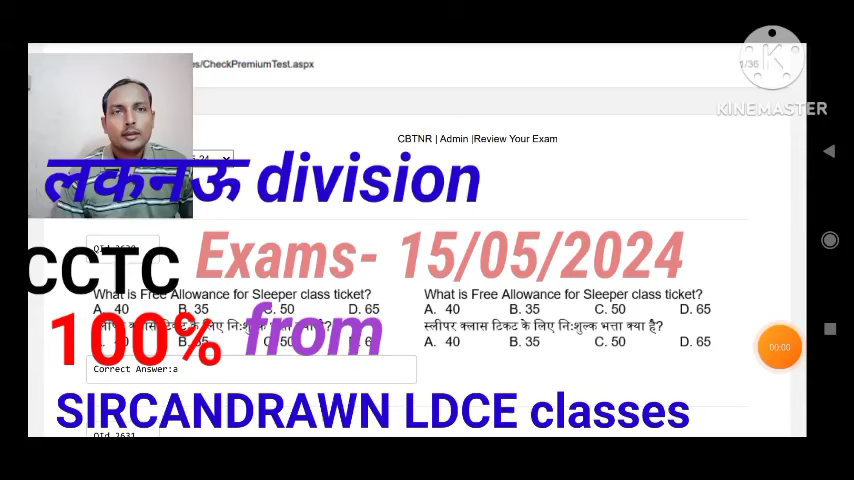 s/CheckPremiumTest.aspx
1/36
KINEMASTER
CBTNR | Admin |Review Your Exam
लकनऊ division
CCTC Exams- 15/05/2024
What is Free Allowance for Sleeper class ticket?
A. 40 B. 35 C. 50 D. 65
What is Free Allowance for Sleeper class ticket?
A. 40 B. 35 C. 50 D. 65
स्लीपर क्लास टिकट के लिए नि:शुल्क भत्ता क्या है?
A. 40 B. 35 C. 50 D. 65
100% from
Correct Answer:a
00:00
SIRCANDRAWN LDCE classes
QId 2631